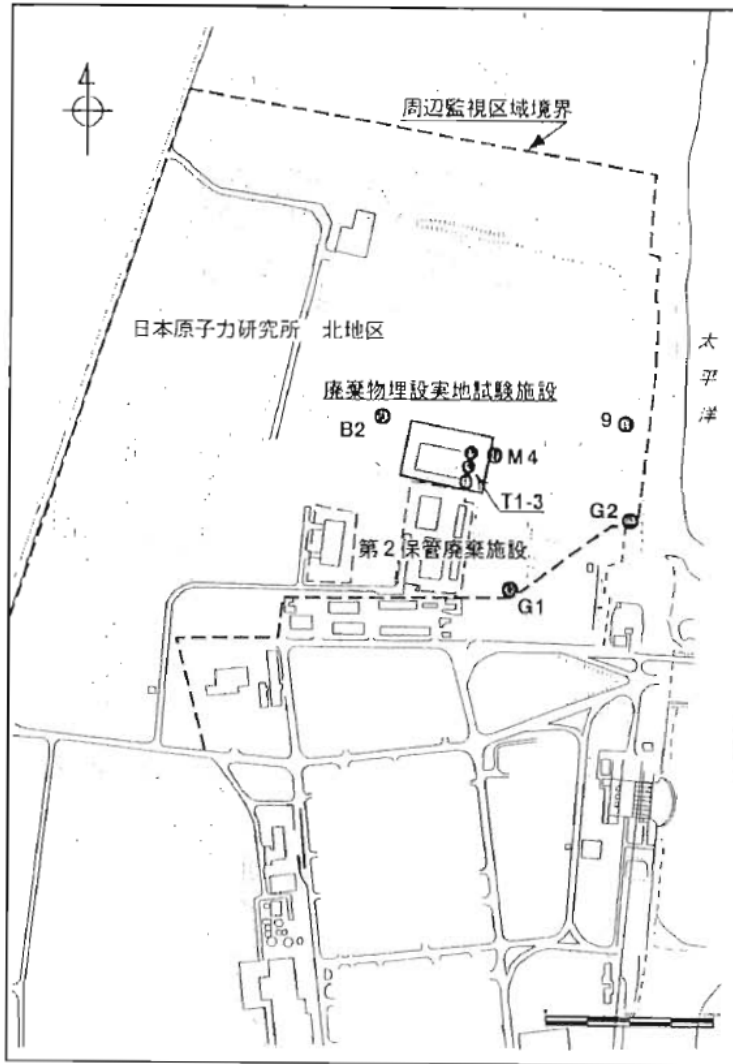 4
周辺監視区域境界
日本原子力研究所 北地区
太平洋
廃棄物埋設実地試験施設
B2
9
M4
T1-3
G2
第2保管廃棄施設
G1